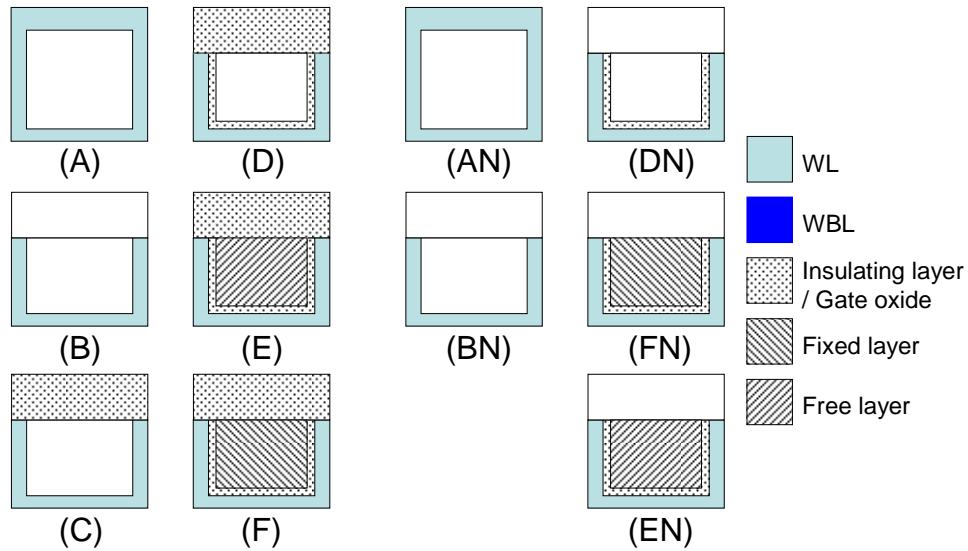 (A)
(D)
(AN)
(DN)
WL
WBL
(B)
(E)
(BN)
(FN)
Insulating layer
/ Gate oxide
Fixed layer
Free layer
(C)
(F)
(EN)